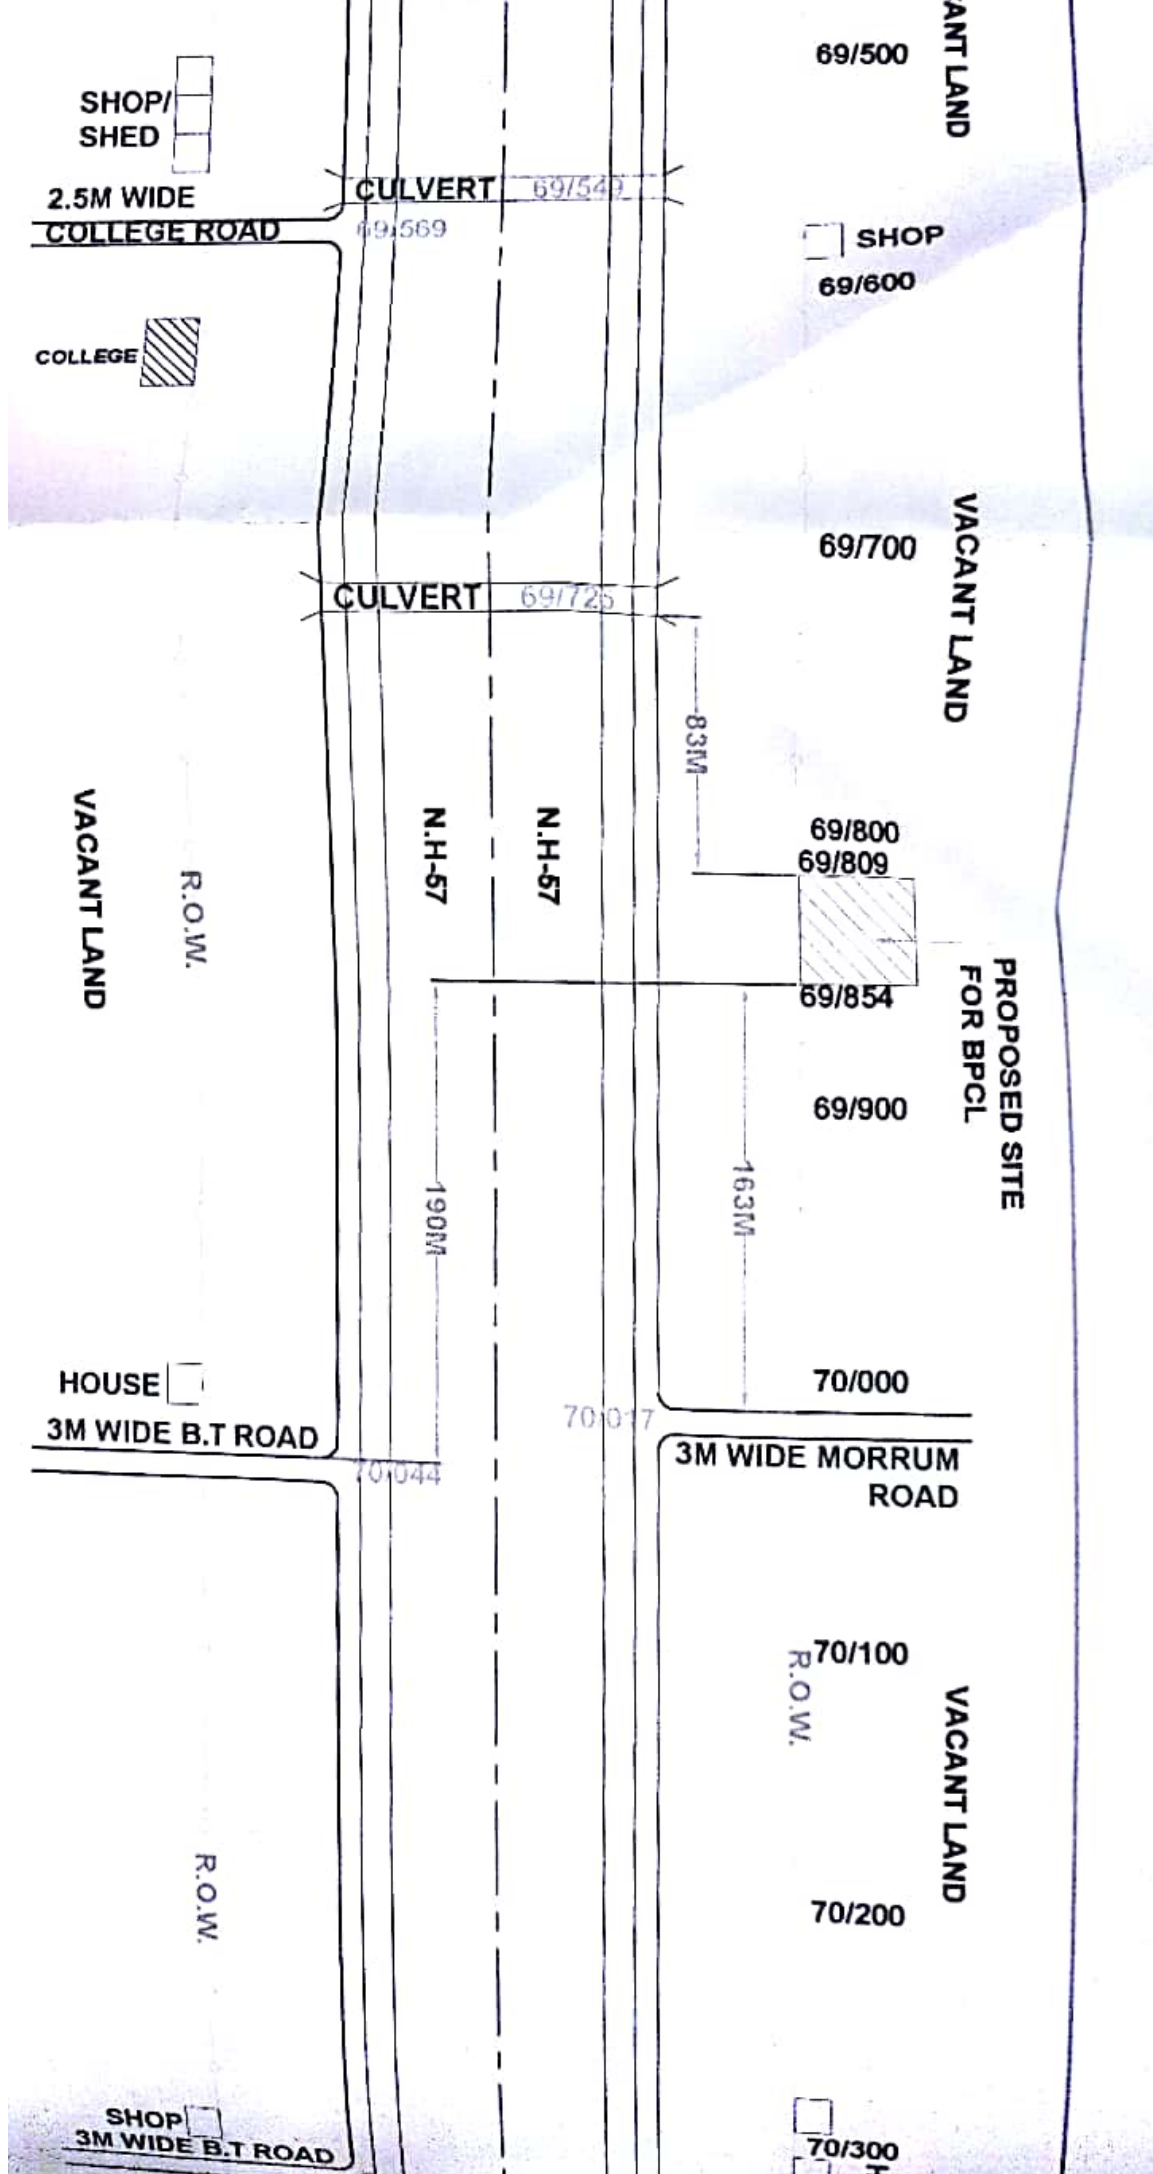 69/500
ANT LAND
SHOP/
SHED
2.5M WIDE
COLLEGE ROAD
CULVERT 69/549
69/569
SHOP
69/600
COLLEGE
VACANT LAND
69/700
CULVERT 69/726
83M
VACANT LAND
R.O.W.
N.H-57
N.H-57
69/800
69/809
69/854
PROPOSED SITE
FOR BPCL
69/900
190M
163M
HOUSE
3M WIDE B.T ROAD
70/044
70/000
70/017
3M WIDE MORRUM
ROAD
70/100
R.O.W.
VACANT LAND
70/200
R.O.W.
SHOP
3M WIDE B.T ROAD
70/300